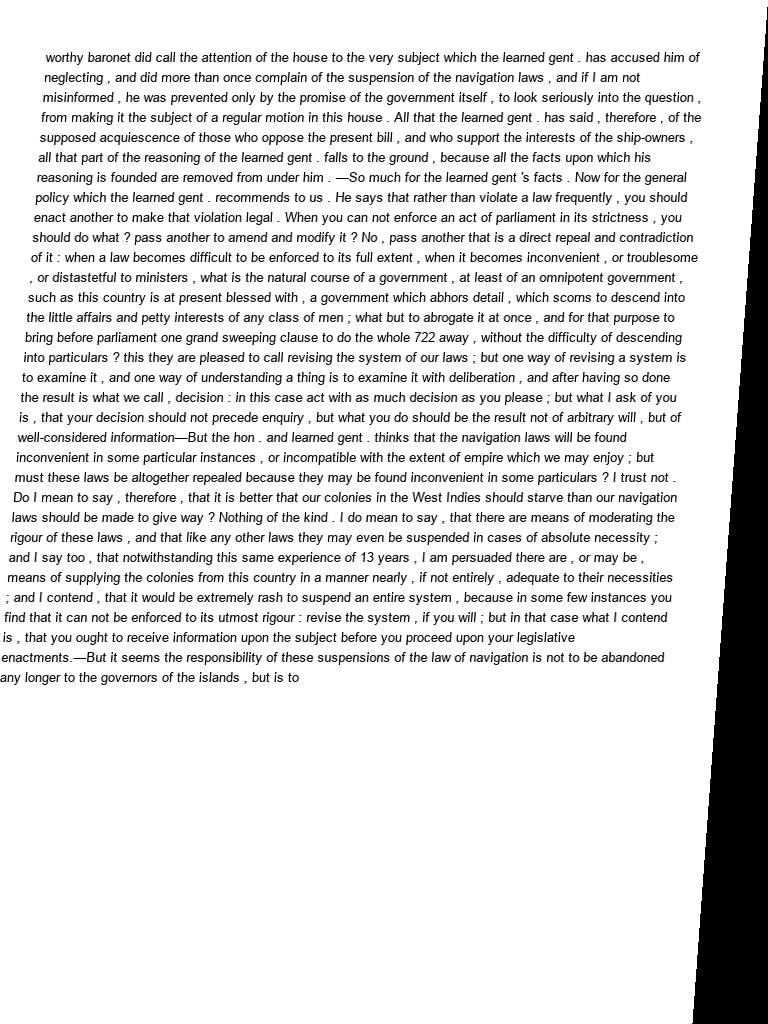 worthy baronet did call the attention of the house to the very subject which the learned gent . has accused him of
neglecting , and did more than once complain of the suspension of the navigation laws , and if I am not
misinformed , he was prevented only by the promise of the government itself , to look seriously into the question ,
from making it the subject of a regular motion in this house . All that the learned gent . has said , therefore , of the
supposed acquiescence of those who oppose the present bill , and who support the interests of the ship-owners ,
all that part of the reasoning of the learned gent . falls to the ground , because all the facts upon which his
reasoning is founded are removed from under him . —So much for the learned gent 's facts . Now for the general
policy which the learned gent . recommends to us . He says that rather than violate a law frequently , you should
enact another to make that violation legal . When you can not enforce an act of parliament in its strictness , you
should do what ? pass another to amend and modify it ? No , pass another that is a direct repeal and contradiction
of it : when a law becomes difficult to be enforced to its full extent , when it becomes inconvenient , or troublesome
, or distastetful to ministers , what is the natural course of a government , at least of an omnipotent government ,
such as this country is at present blessed with , a government which abhors detail , which scorns to descend into
the little affairs and petty interests of any class of men ; what but to abrogate it at once , and for that purpose to
bring before parliament one grand sweeping clause to do the whole 722 away , without the difficulty of descending
into particulars ? this they are pleased to call revising the system of our laws ; but one way of revising a system is
to examine it , and one way of understanding a thing is to examine it with deliberation , and after having so done
the result is what we call , decision : in this case act with as much decision as you please ; but what I ask of you
is , that your decision should not precede enquiry , but what you do should be the result not of arbitrary will , but of
well-considered information—But the hon . and learned gent . thinks that the navigation laws will be found
inconvenient in some particular instances , or incompatible with the extent of empire which we may enjoy ; but
must these laws be altogether repealed because they may be found inconvenient in some particulars ? I trust not .
Do I mean to say , therefore , that it is better that our colonies in the West Indies should starve than our navigation
laws should be made to give way ? Nothing of the kind . I do mean to say , that there are means of moderating the
rigour of these laws , and that like any other laws they may even be suspended in cases of absolute necessity ;
and I say too , that notwithstanding this same experience of 13 years , I am persuaded there are , or may be ,
means of supplying the colonies from this country in a manner nearly , if not entirely , adequate to their necessities
; and I contend , that it would be extremely rash to suspend an entire system , because in some few instances you
find that it can not be enforced to its utmost rigour : revise the system , if you will ; but in that case what I contend
is , that you ought to receive information upon the subject before you proceed upon your legislative
enactments.—But it seems the responsibility of these suspensions of the law of navigation is not to be abandoned
any longer to the governors of the islands , but is to